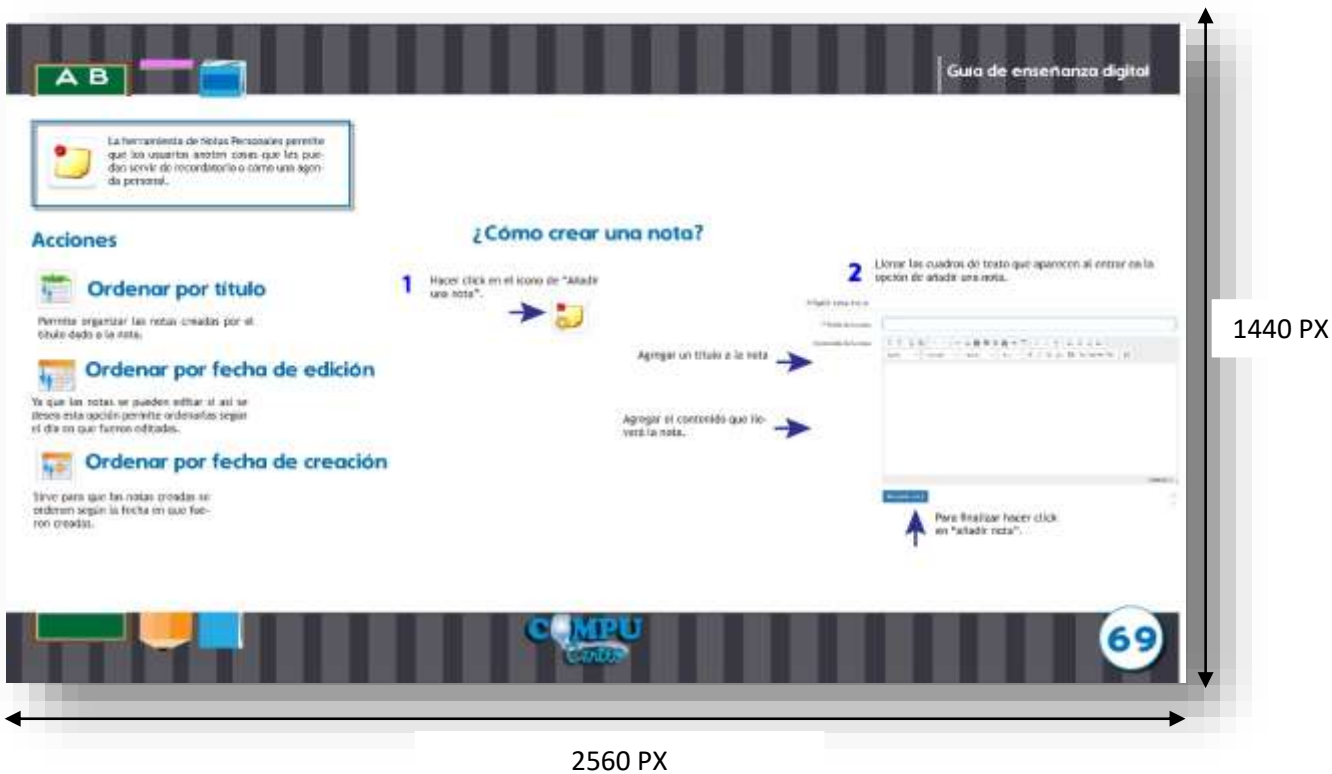 A B
Guia de enseñanza digital
La herramienta de Notas Personales permite
que los usuarios anoten cosas que les pue-
dan servir de recordatorio o como una agen-
da personal.
Acciones
Ordenar por título
Permite organizar las notas creadas por el
título dado a la nota.
Ordenar por fecha de edición
Ya que las notas se pueden editar si así se
desea esta opción permite ordenarlas según
el día en que fueron editadas.
Ordenar por fecha de creación
Sirve para que las notas creadas se
ordenen según la fecha en que fue-
ron creadas.
¿Cómo crear una nota?
1 Hacer click en el icono de "Añadir
una nota".
2 Llenar los cuadros de texto que aparecen al entrar en la
opción de añadir una nota.
Agregar un título a la nota
Agregar el contenido que lle-
verá la nota.
Para finalizar hacer click
en "añadir nota".
COMPU
Centro
69
1440 PX
2560 PX